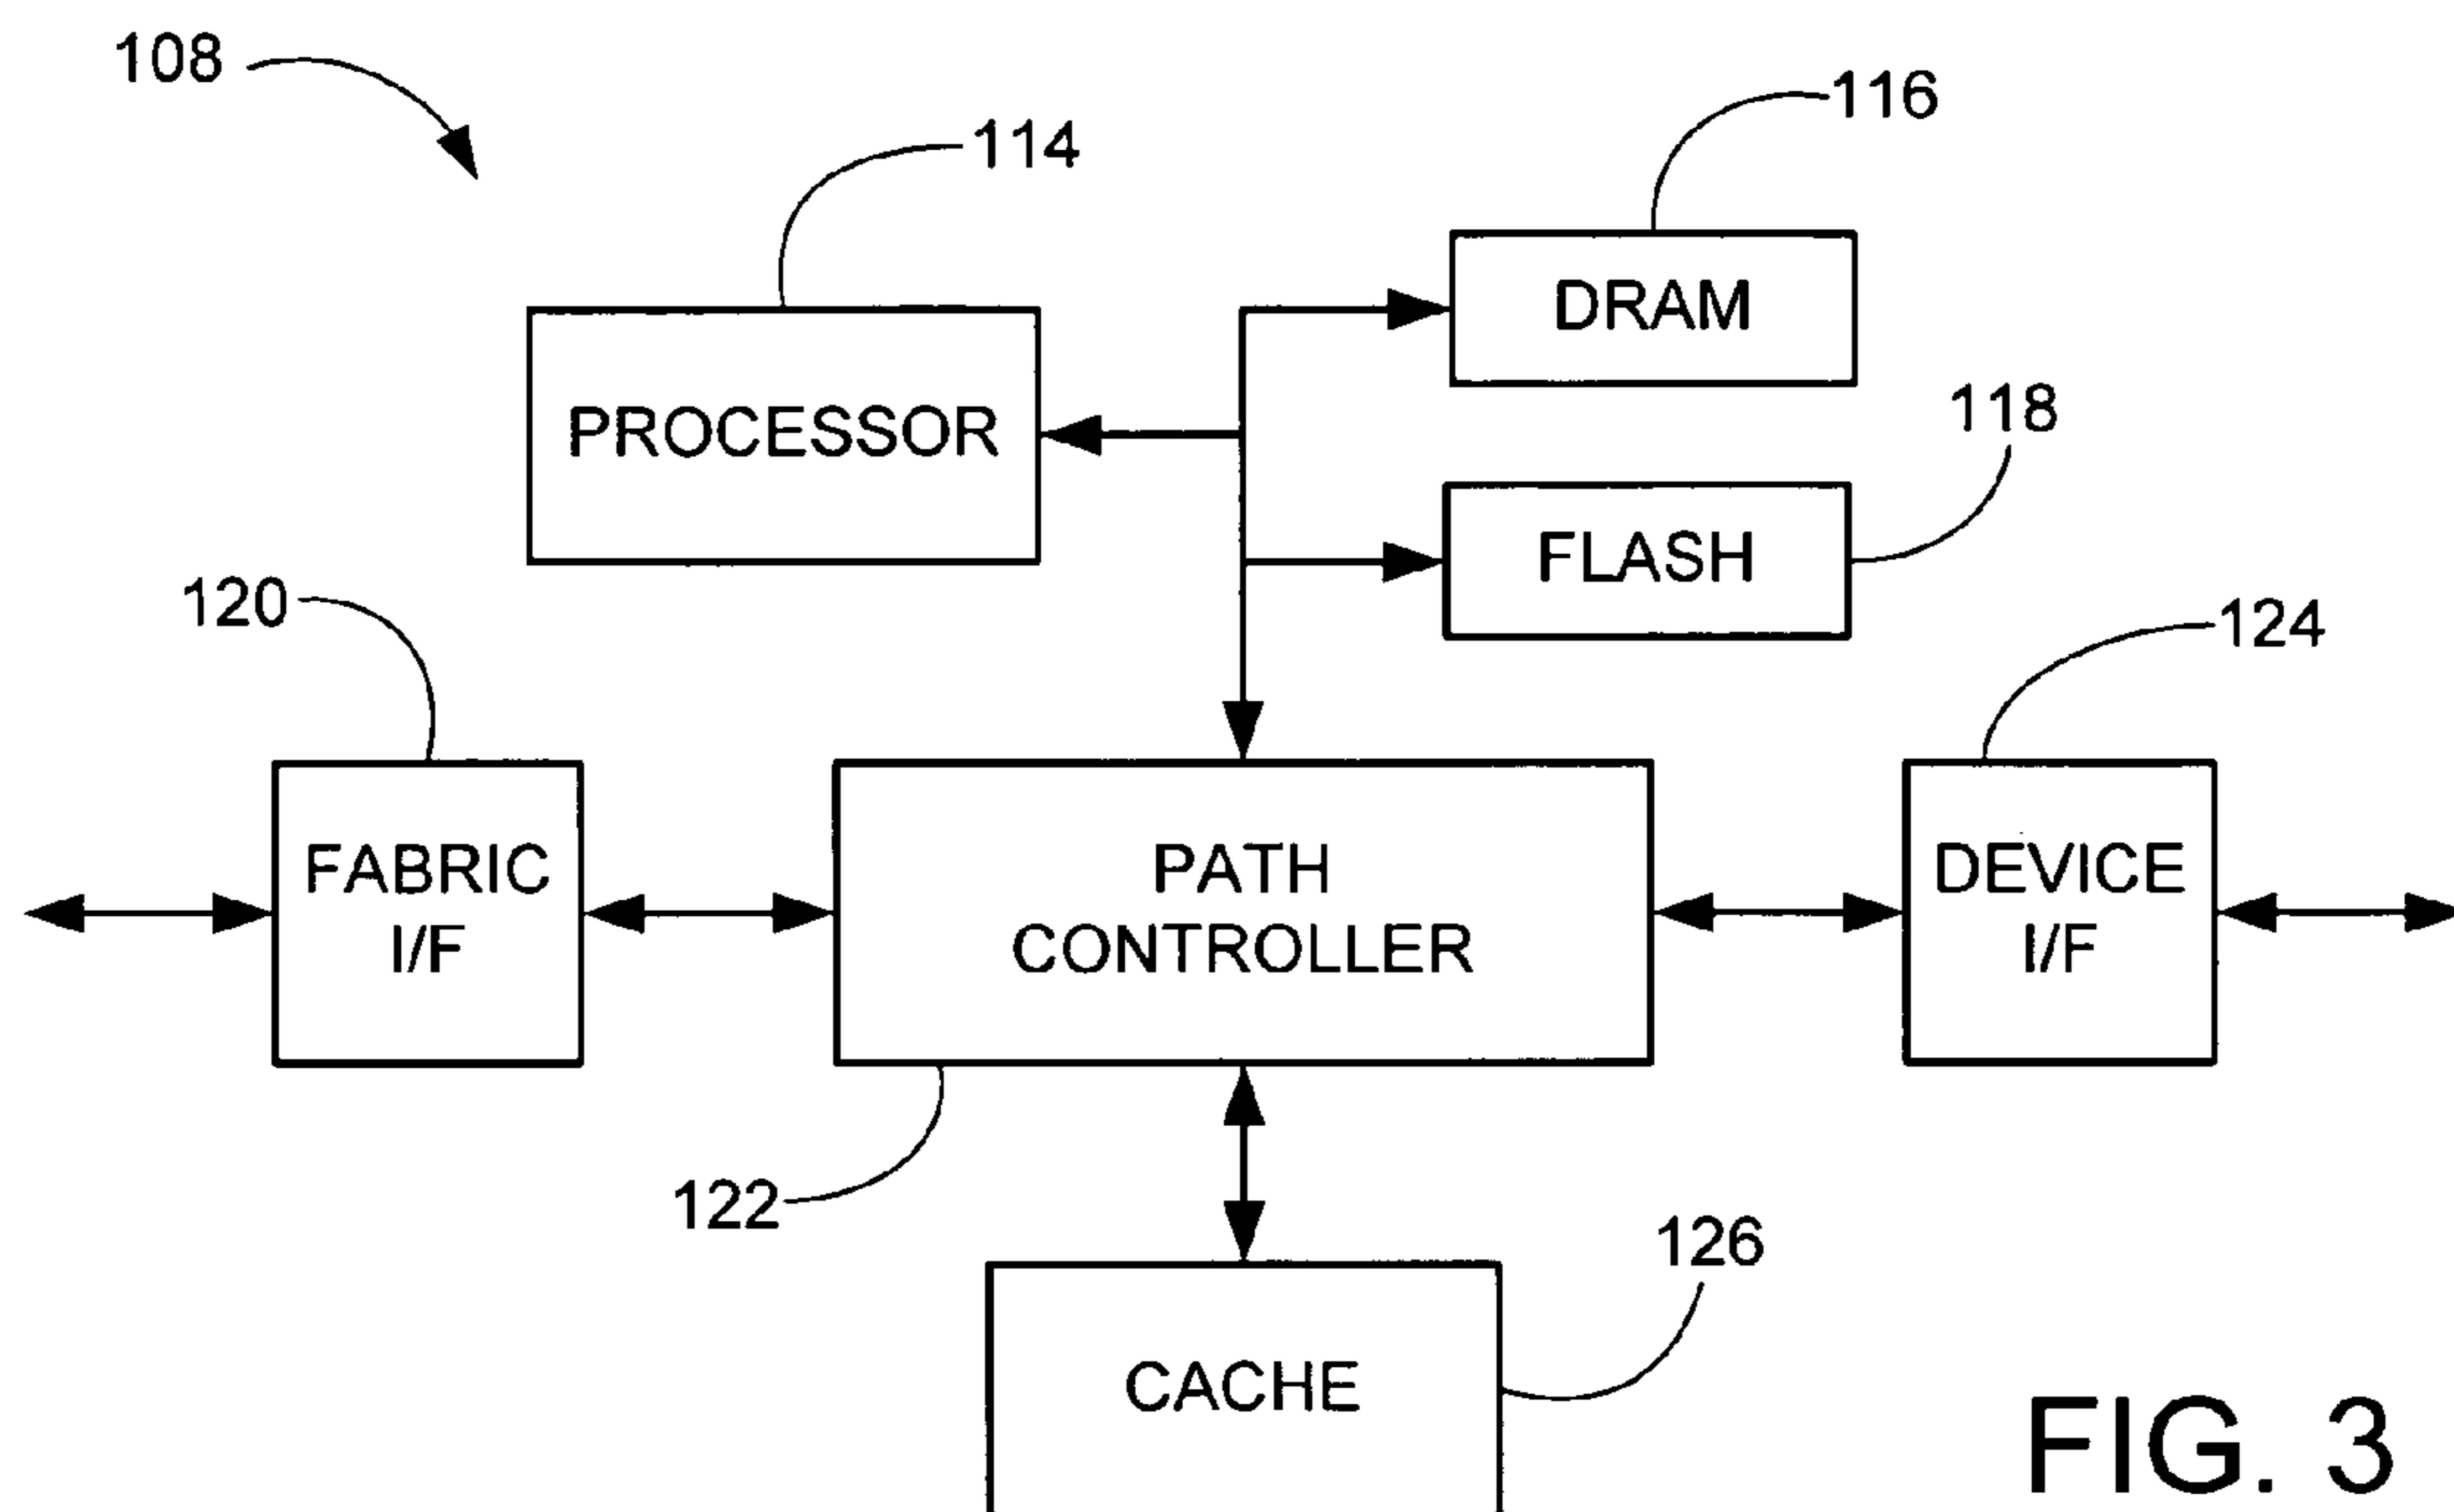 108
114
116
DRAM
PROCESSOR
118
FLASH
120
124
FABRIC
I/F
PATH
CONTROLLER
DEVICE
I/F
122
126
CACHE
FIG. 3